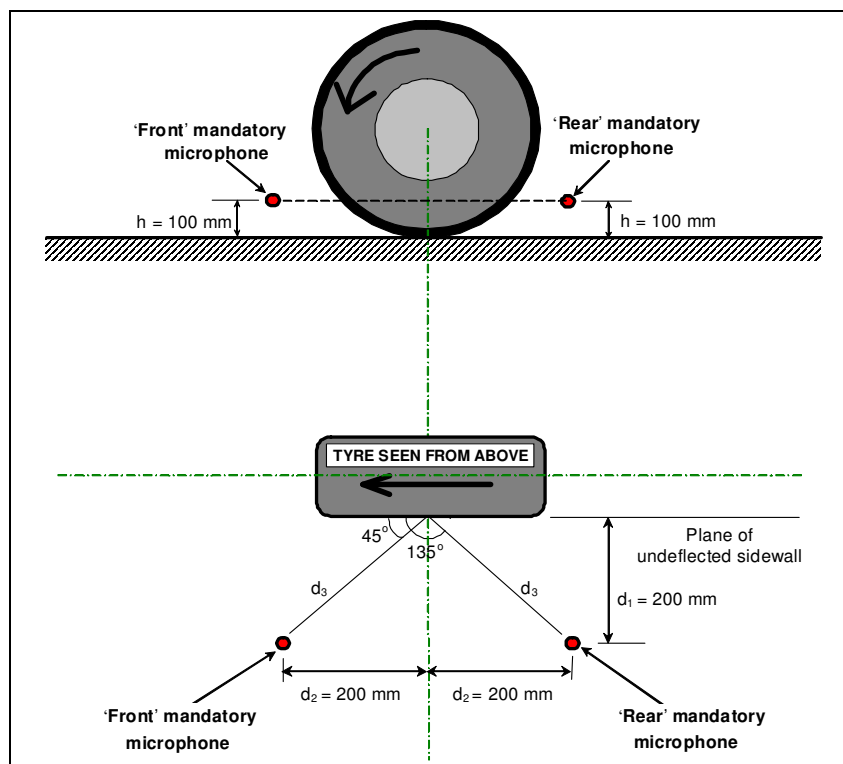 ‘Front’ mandatory
microphone
‘Rear’ mandatory
microphone
h = 100 mm
h = 100 mm
TYRE SEEN FROM ABOVE
45°
135°
Plane of
undeflected sidewall
d₃
d₃
d₁ = 200 mm
d₂ = 200 mm
d₂ = 200 mm
‘Front’ mandatory
microphone
‘Rear’ mandatory
microphone